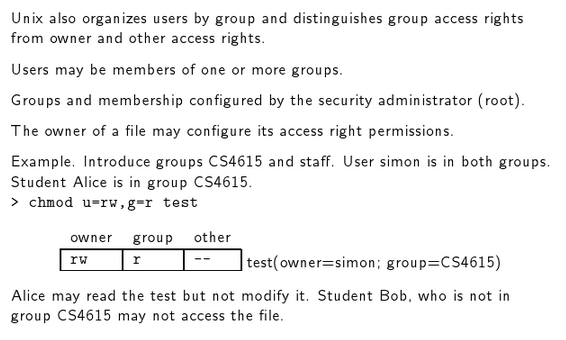 Unix also organizes users by group and distinguishes group access rights
from owner and other access rights.
Users may be members of one or more groups.
Groups and membership configured by the security administrator (root).
The owner of a file may configure its access right permissions.
Example. Introduce groups CS4615 and staff. User simon is in both groups.
Student Alice is in group CS4615.
> chmod u=rw,g=r test
owner group other
rw r -- test(owner=simon; group=CS4615)
Alice may read the test but not modify it. Student Bob, who is not in
group CS4615 may not access the file.